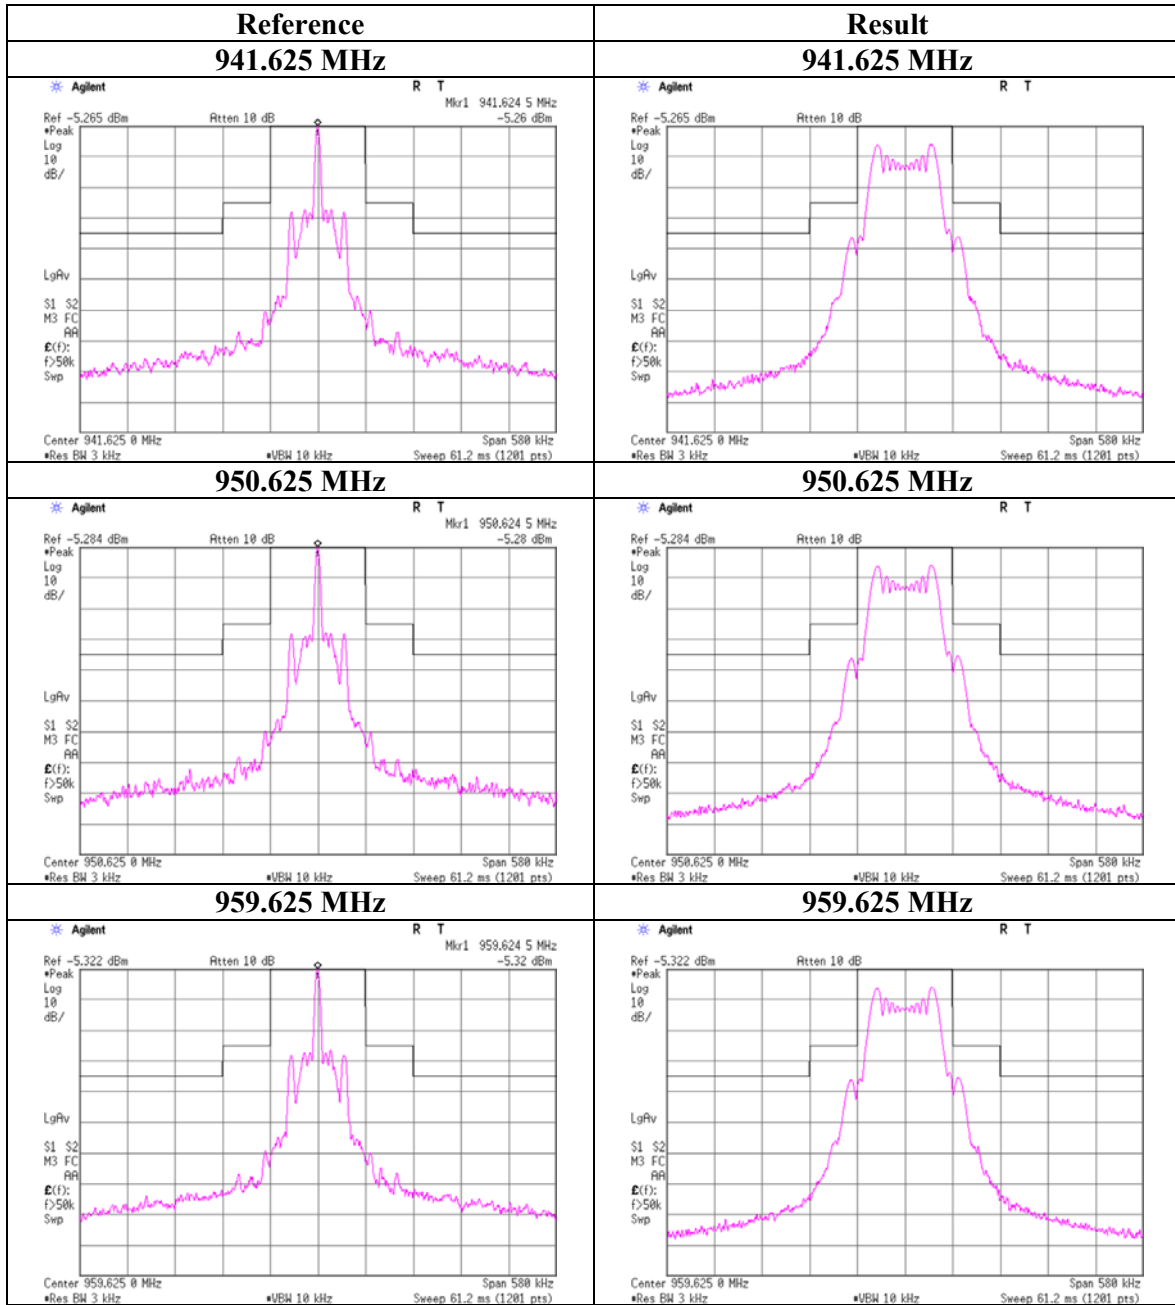 Reference Result
941.625 MHz 941.625 MHz
Agilent R T
Mkr1 941.624 5 MHz
Ref -5.265 dBm Atten 10 dB -5.26 dBm
*Peak
Log
10
dB/
LgAv
S1 S2
M3 FC
AA
£(f):
f>50k
Swp
Center 941.625 0 MHz Span 580 kHz
*Res BW 3 kHz *VBW 10 kHz Sweep 61.2 ms (1201 pts)
Agilent R T
Ref -5.265 dBm Atten 10 dB
*Peak
Log
10
dB/
LgAv
S1 S2
M3 FC
AA
£(f):
f>50k
Swp
Center 941.625 0 MHz Span 580 kHz
*Res BW 3 kHz *VBW 10 kHz Sweep 61.2 ms (1201 pts)
950.625 MHz 950.625 MHz
Agilent R T
Mkr1 950.624 5 MHz
Ref -5.284 dBm Atten 10 dB -5.28 dBm
*Peak
Log
10
dB/
LgAv
S1 S2
M3 FC
AA
£(f):
f>50k
Swp
Center 950.625 0 MHz Span 580 kHz
*Res BW 3 kHz *VBW 10 kHz Sweep 61.2 ms (1201 pts)
Agilent R T
Ref -5.284 dBm Atten 10 dB
*Peak
Log
10
dB/
LgAv
S1 S2
M3 FC
AA
£(f):
f>50k
Swp
Center 950.625 0 MHz Span 580 kHz
*Res BW 3 kHz *VBW 10 kHz Sweep 61.2 ms (1201 pts)
959.625 MHz 959.625 MHz
Agilent R T
Mkr1 959.624 5 MHz
Ref -5.322 dBm Atten 10 dB -5.32 dBm
*Peak
Log
10
dB/
LgAv
S1 S2
M3 FC
AA
£(f):
f>50k
Swp
Center 959.625 0 MHz Span 580 kHz
*Res BW 3 kHz *VBW 10 kHz Sweep 61.2 ms (1201 pts)
Agilent R T
Ref -5.322 dBm Atten 10 dB
*Peak
Log
10
dB/
LgAv
S1 S2
M3 FC
AA
£(f):
f>50k
Swp
Center 959.625 0 MHz Span 580 kHz
*Res BW 3 kHz *VBW 10 kHz Sweep 61.2 ms (1201 pts)